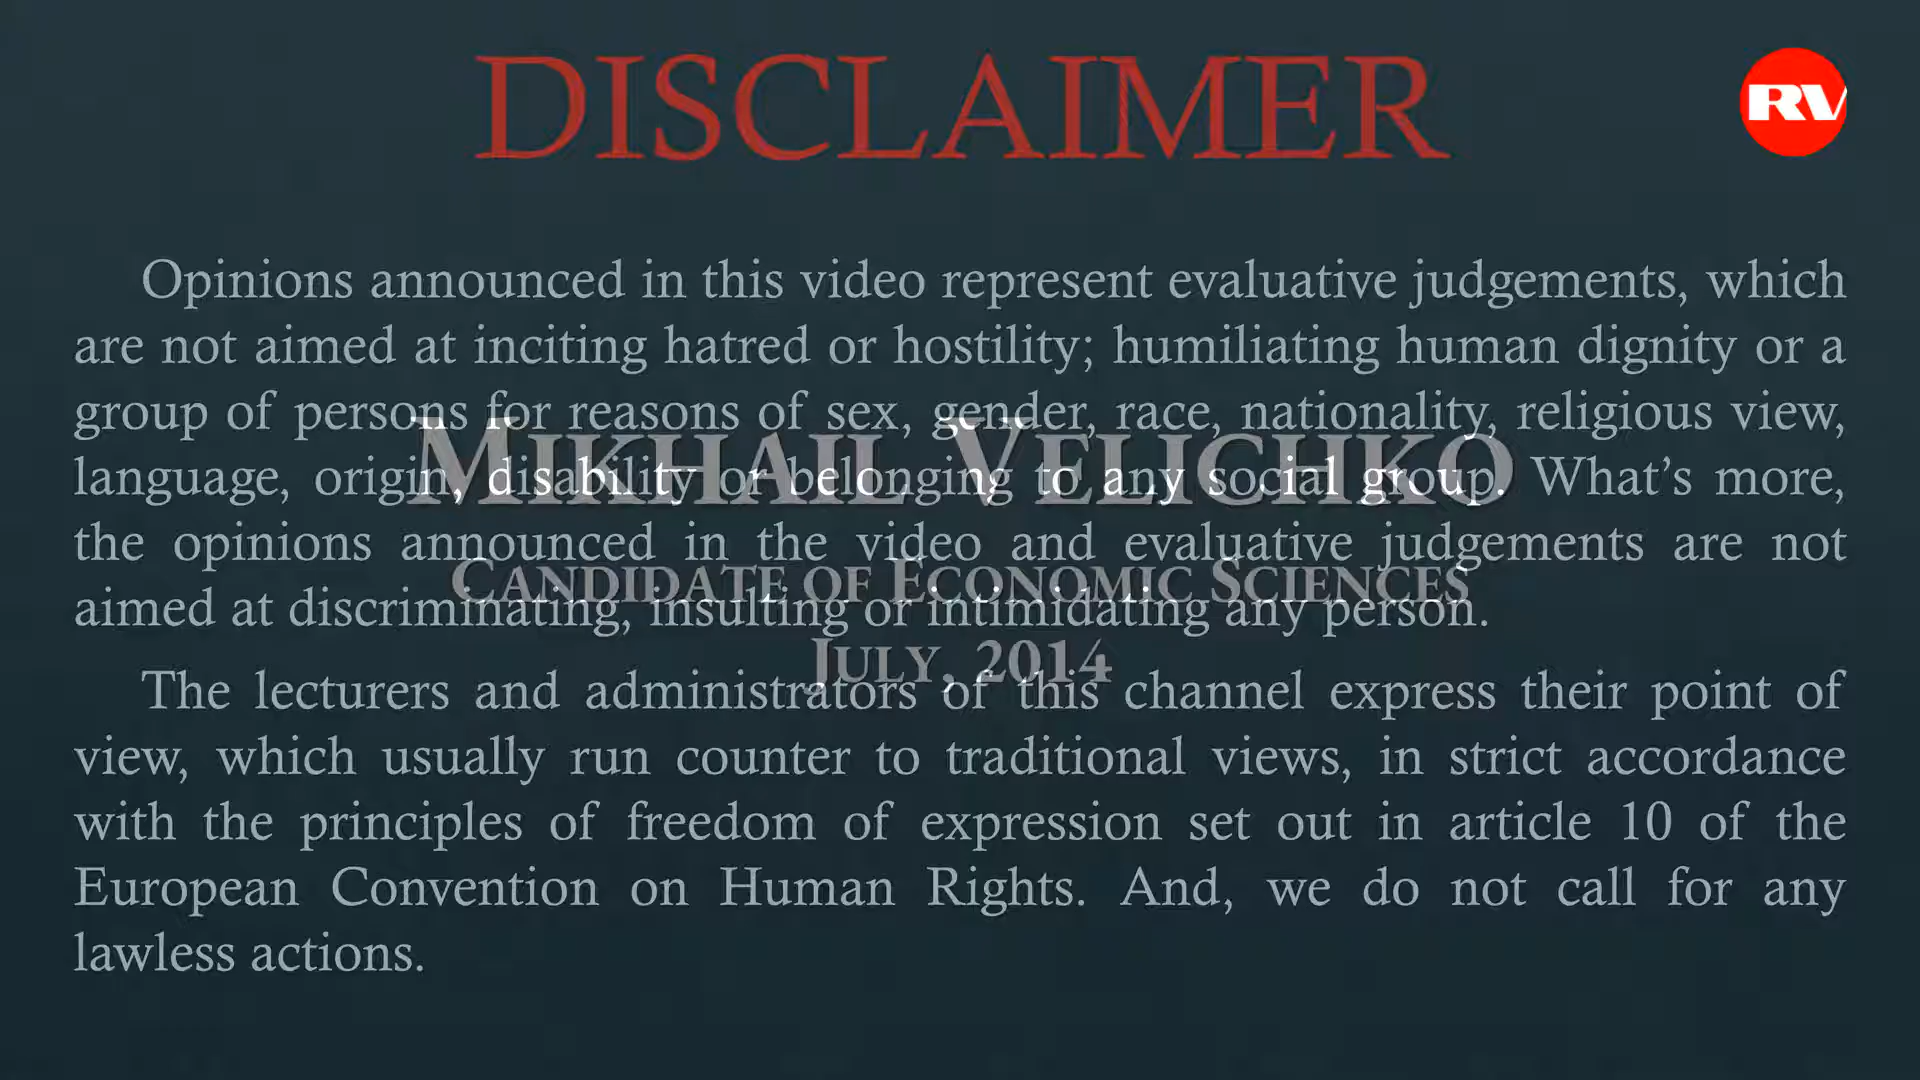 DISCLAIMER
RV
Opinions announced in this video represent evaluative judgements, which
are not aimed at inciting hatred or hostility; humiliating human dignity or a
group of persons for reasons of sex, gender, race, nationality, religious view,
language, origin, disability or belonging to any social group. What's more,
the opinions announced in the video and evaluative judgements are not
aimed at discriminating, insulting or intimidating any person.
The lecturers and administrators of this channel express their point of
view, which usually run counter to traditional views, in strict accordance
with the principles of freedom of expression set out in article 10 of the
European Convention on Human Rights. And, we do not call for any
lawless actions.
MIKHAIL VELICHKO
CANDIDATE OF ECONOMIC SCIENCES
JULY, 2014